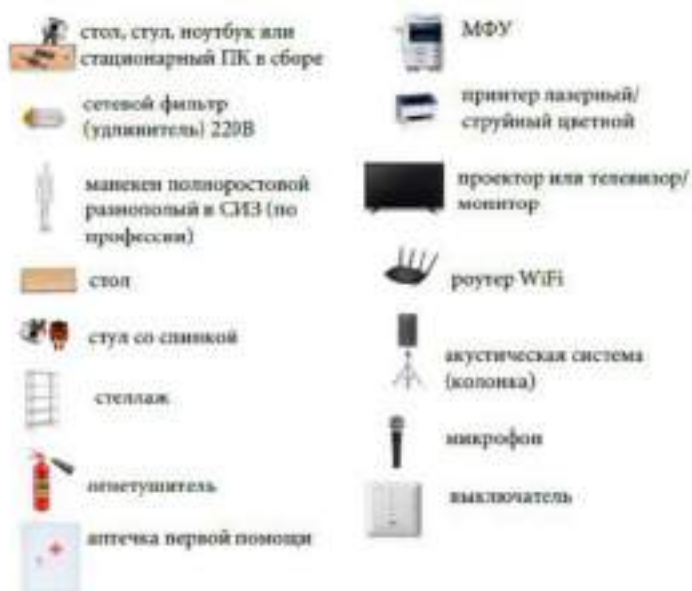 стол, стул, ноутбук или
стационарный ПК в сборе
сетевой фильтр
(удлинитель) 220В
манекен полноростовой
разнополый в СИЗ (по
профессии)
стол
стул со спинкой
стеллаж
огнетушитель
аптечка первой помощи
МФУ
принтер лазерный/
струйный цветной
проектор или телевизор/
монитор
роутер WiFi
акустическая система
(колонка)
микрофон
выключатель